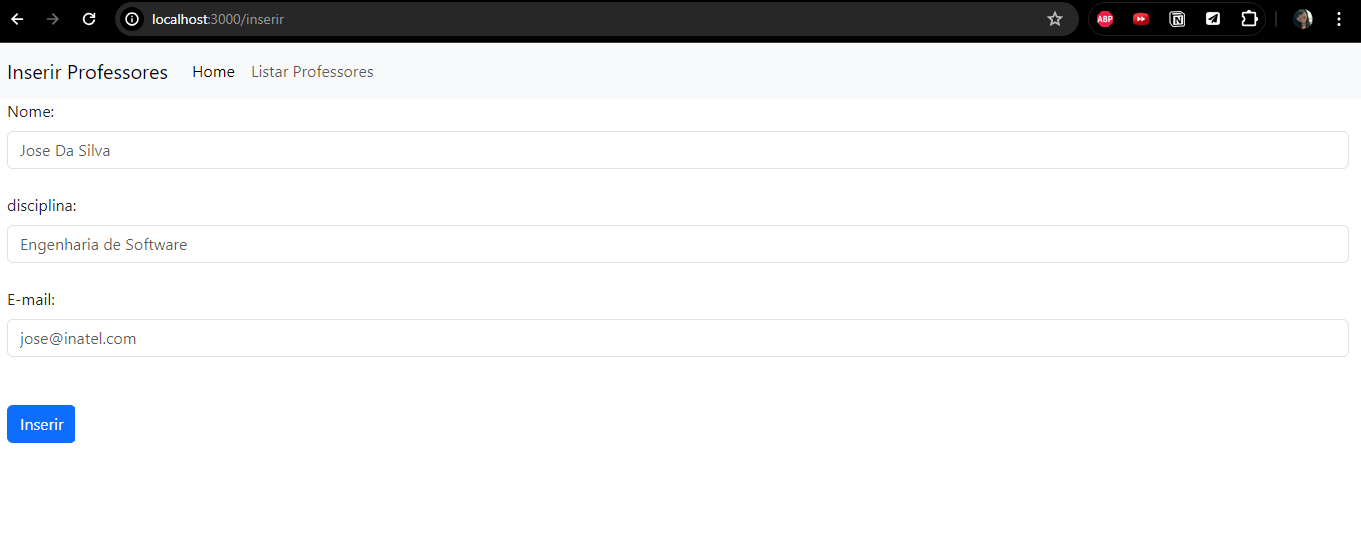 localhost:3000/inserir
ABP
Inserir Professores Home Listar Professores
Nome:
Jose Da Silva
disciplina:
Engenharia de Software
E-mail:
jose@inatel.com
Inserir